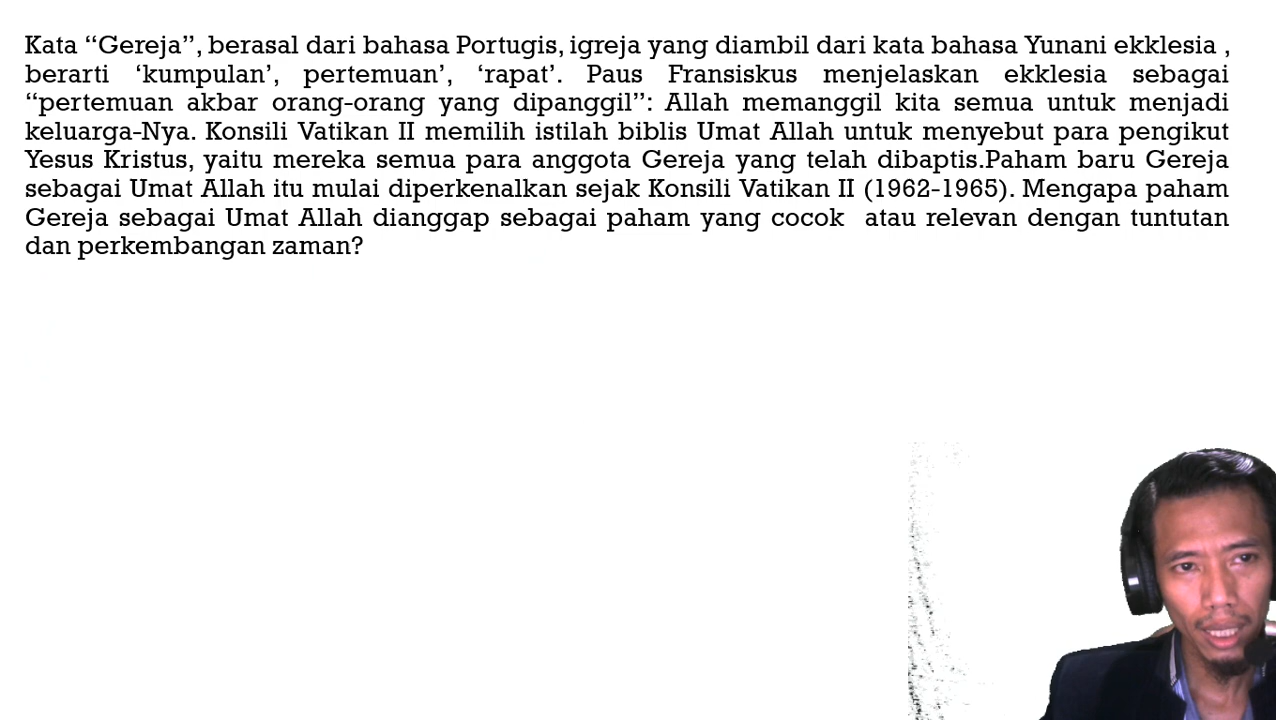 Kata “Gereja”, berasal dari bahasa Portugis, igreja yang diambil dari kata bahasa Yunani ekklesia ,
berarti ‘kumpulan’, pertemuan’, ‘rapat’. Paus Fransiskus menjelaskan ekklesia sebagai
“pertemuan akbar orang-orang yang dipanggil”: Allah memanggil kita semua untuk menjadi
keluarga-Nya. Konsili Vatikan II memilih istilah biblis Umat Allah untuk menyebut para pengikut
Yesus Kristus, yaitu mereka semua para anggota Gereja yang telah dibaptis.Paham baru Gereja
sebagai Umat Allah itu mulai diperkenalkan sejak Konsili Vatikan II (1962-1965). Mengapa paham
Gereja sebagai Umat Allah dianggap sebagai paham yang cocok  atau relevan dengan tuntutan
dan perkembangan zaman?